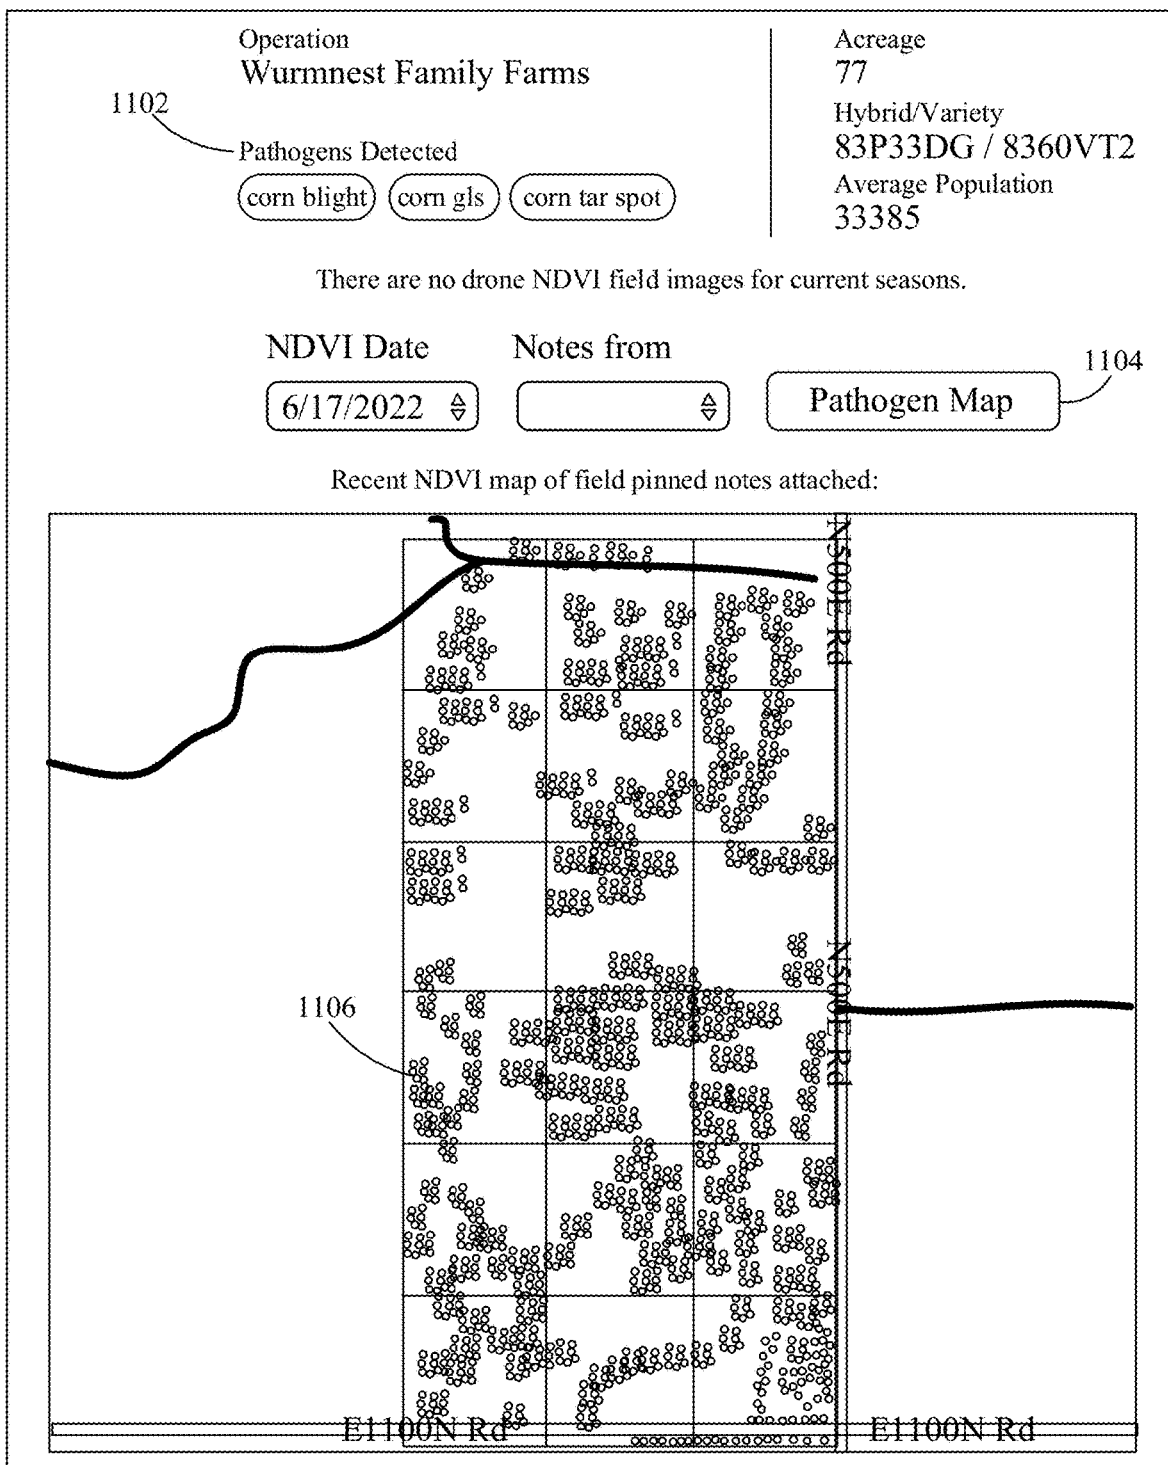 Operation
Wurmnest Family Farms
1102
Pathogens Detected
corn blight corn gls corn tar spot
Acreage
77
Hybrid/Variety
83P33DG / 8360VT2
Average Population
33385
There are no drone NDVI field images for current seasons.
NDVI Date Notes from
6/17/2022
Pathogen Map
1104
Recent NDVI map of field pinned notes attached:
N500E Rd
N500E Rd
1106
E1100N Rd
E1100N Rd